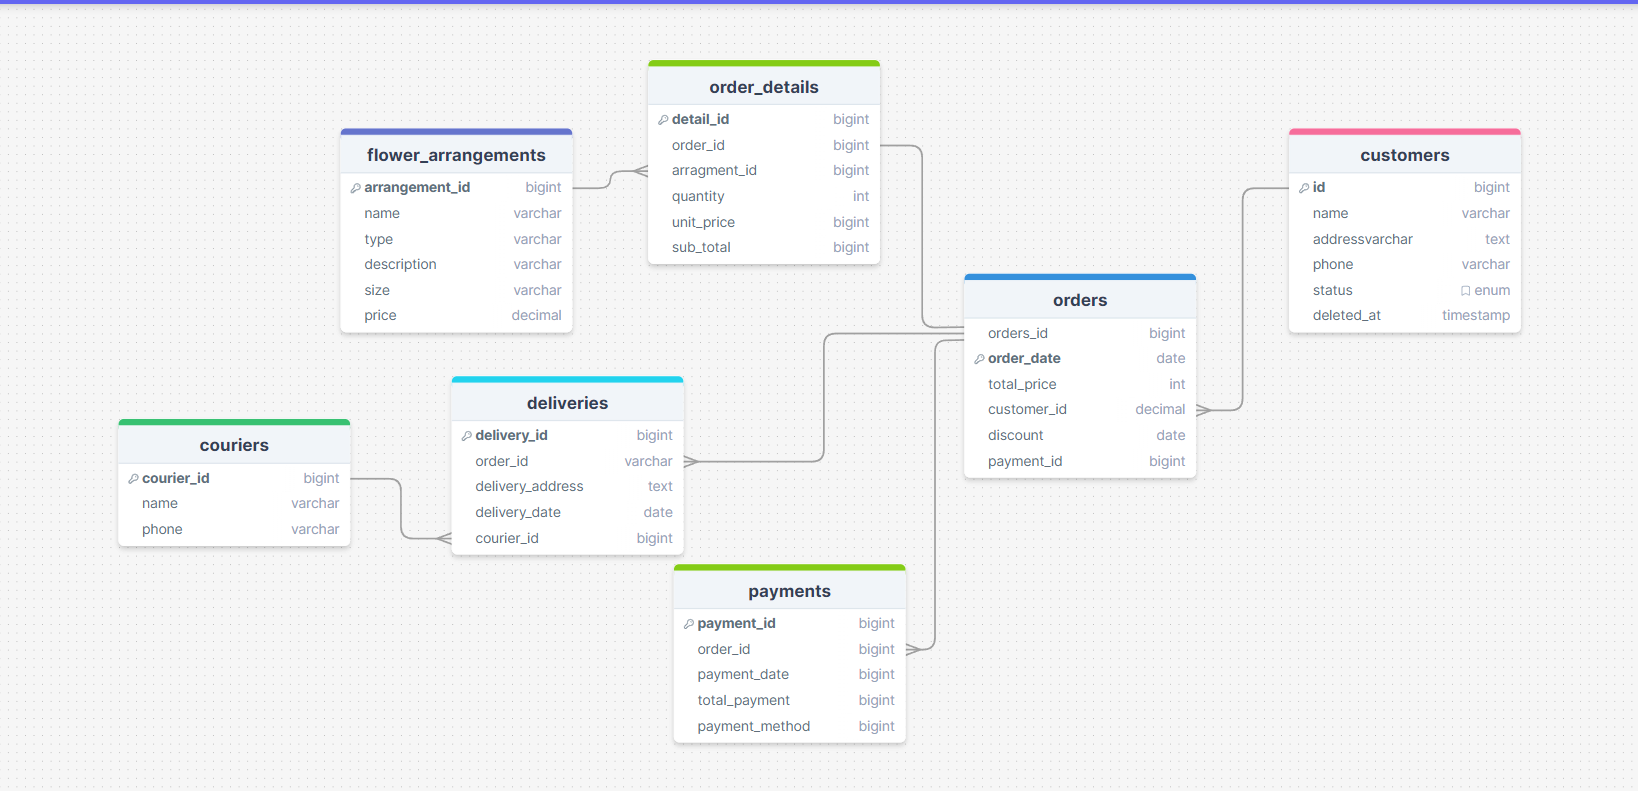 order_details
detail_id bigint
order_id bigint
arragment_id bigint
quantity int
unit_price bigint
sub_total bigint
flower_arrangements
arrangement_id bigint
name varchar
type varchar
description varchar
size varchar
price decimal
customers
id bigint
name varchar
addressvarchar text
phone varchar
status enum
deleted_at timestamp
orders
orders_id bigint
order_date date
total_price int
customer_id decimal
discount date
payment_id bigint
deliveries
delivery_id bigint
order_id varchar
delivery_address text
delivery_date date
courier_id bigint
couriers
courier_id bigint
name varchar
phone varchar
payments
payment_id bigint
order_id bigint
payment_date bigint
total_payment bigint
payment_method bigint